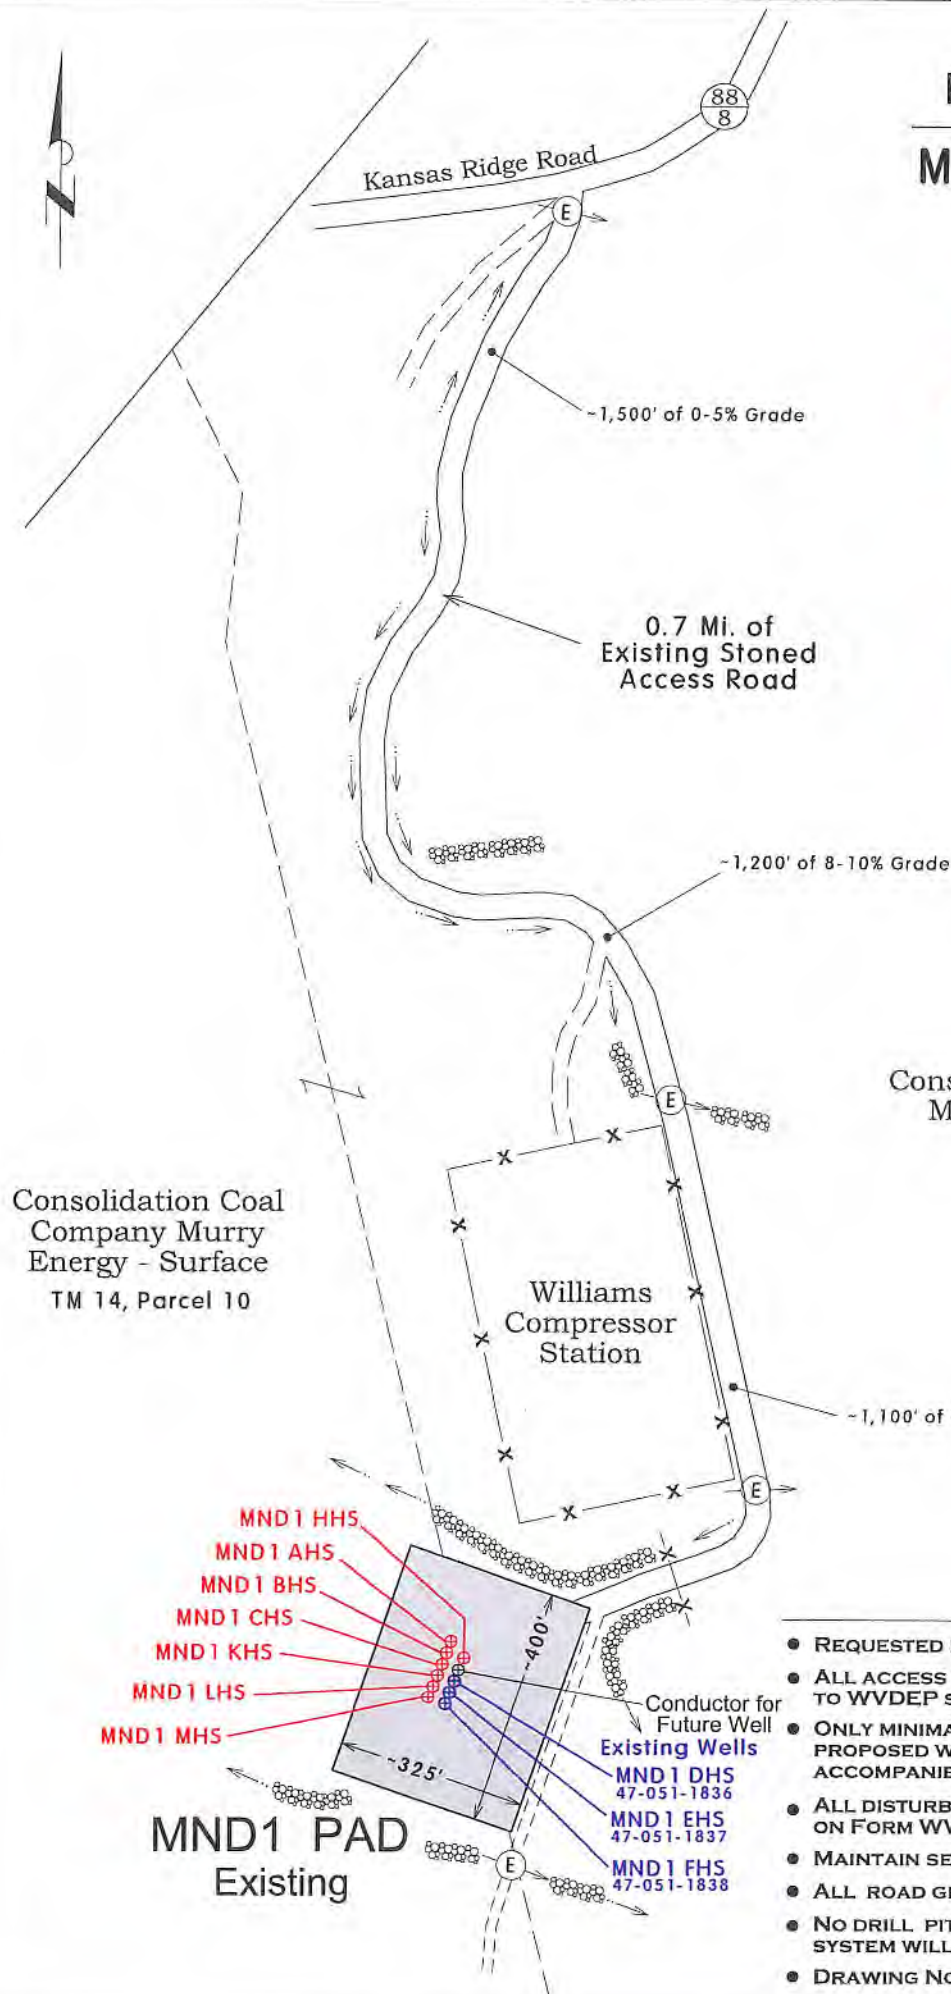 88
8
Kansas Ridge Road
E
~1,500' of 0-5% Grade
0.7 Mi. of
Existing Stoned
Access Road
~1,200' of 8-10% Grade
E
Consolidation Coal
Company Murry
Energy - Surface
TM 14, Parcel 10
Williams
Compressor
Station
~1,100' of
E
MND1 HHS
MND1 AHS
MND1 BHS
MND1 CHS
MND1 KHS
MND1 LHS
MND1 MHS
~400'
~325'
Conductor for
Future Well
Existing Wells
MND1 DHS
47-051-1836
MND1 EHS
47-051-1837
MND1 FHS
47-051-1838
MND1 PAD
Existing
E
REQUESTED
ALL ACCESS
TO WVDEP
ONLY
PROPOSED
ALL
ON FORM
MAINTAIN
ALL ROAD
NO DRILL
SYSTEM WILL
DRAWING